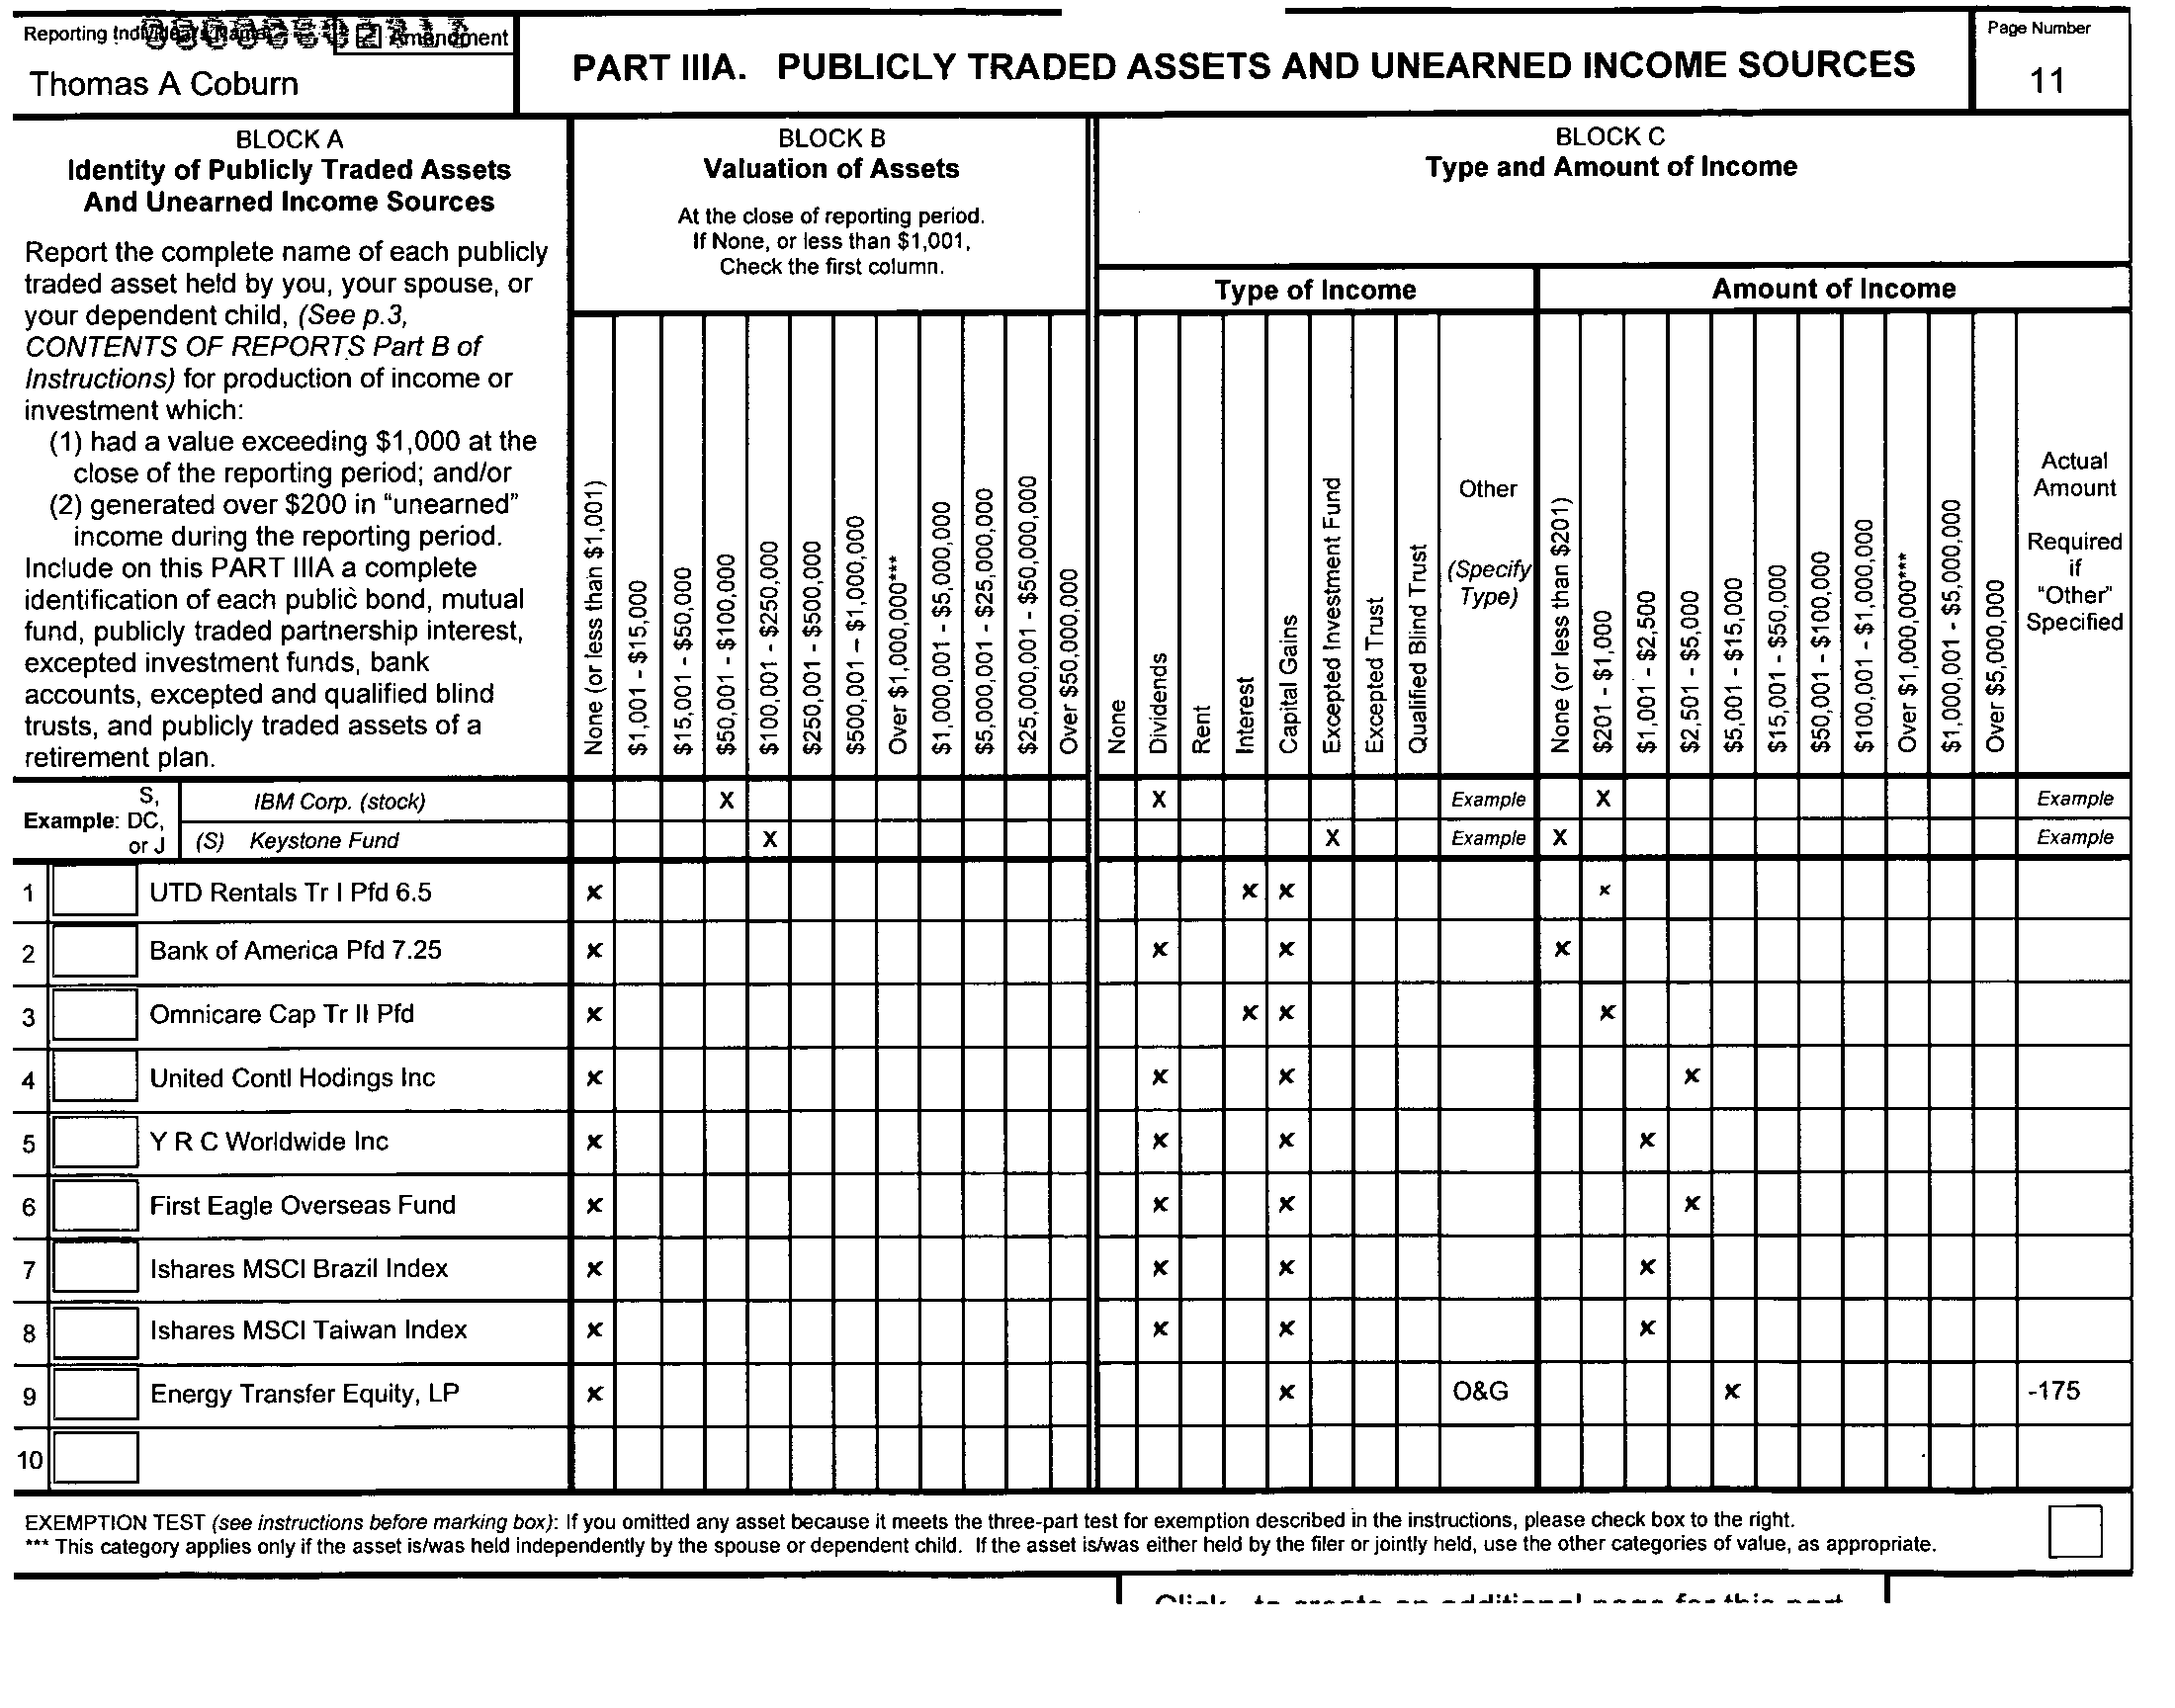 Reporting Individual's Name
Amendment
Thomas A Coburn
PART IIIA. PUBLICLY TRADED ASSETS AND UNEARNED INCOME SOURCES
Page Number
11
BLOCK A
Identity of Publicly Traded Assets
And Unearned Income Sources
Report the complete name of each publicly
traded asset held by you, your spouse, or
your dependent child, (See p.3,
CONTENTS OF REPORTS Part B of
Instructions) for production of income or
investment which:
(1) had a value exceeding $1,000 at the
close of the reporting period; and/or
(2) generated over $200 in “unearned”
income during the reporting period.
Include on this PART IIIA a complete
identification of each public bond, mutual
fund, publicly traded partnership interest,
excepted investment funds, bank
accounts, excepted and qualified blind
trusts, and publicly traded assets of a
retirement plan.
BLOCK B
Valuation of Assets
At the close of reporting period.
If None, or less than $1,001,
Check the first column.
None (or less than $1,001)
$1,001 - $15,000
$15,001 - $50,000
$50,001 - $100,000
$100,001 - $250,000
$250,001 - $500,000
$500,001 – $1,000,000
Over $1,000,000***
$1,000,001 - $5,000,000
$5,000,001 - $25,000,000
$25,000,001 - $50,000,000
Over $50,000,000
BLOCK C
Type and Amount of Income
Type of Income
None
Dividends
Rent
Interest
Capital Gains
Excepted Investment Fund
Excepted Trust
Qualified Blind Trust
Other
(Specify
Type)
Amount of Income
None (or less than $201)
$201 - $1,000
$1,001 - $2,500
$2,501 - $5,000
$5,001 - $15,000
$15,001 - $50,000
$50,001 - $100,000
$100,001 - $1,000,000
Over $1,000,000***
$1,000,001 - $5,000,000
Over $5,000,000
Actual
Amount
Required
if
"Other"
Specified
Example: S, DC, or J
IBM Corp. (stock) X X Example X Example
(S) Keystone Fund X X Example X Example
1 UTD Rentals Tr I Pfd 6.5 x x x x
2 Bank of America Pfd 7.25 x x x x
3 Omnicare Cap Tr II Pfd x x x x
4 United Contl Hodings Inc x x x x
5 Y R C Worldwide Inc x x x x
6 First Eagle Overseas Fund x x x x
7 Ishares MSCI Brazil Index x x x x
8 Ishares MSCI Taiwan Index x x x x
9 Energy Transfer Equity, LP x x O&G x -175
10
EXEMPTION TEST (see instructions before marking box): If you omitted any asset because it meets the three-part test for exemption described in the instructions, please check box to the right.
*** This category applies only if the asset is/was held independently by the spouse or dependent child. If the asset is/was either held by the filer or jointly held, use the other categories of value, as appropriate.